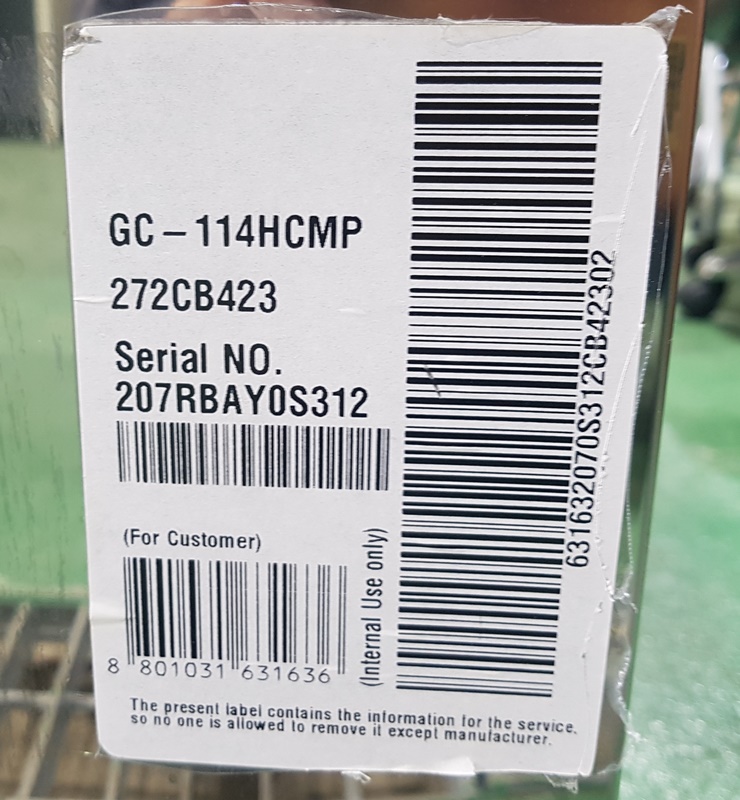 GC-114HCMP
272CB423
Serial NO.
207RBAY0S312
(For Customer)
8 801031 631636
(Internal Use only)
631632070S312CB42302
The present label contains the information for the service,
so no one is allowed to remove it except manufacturer.